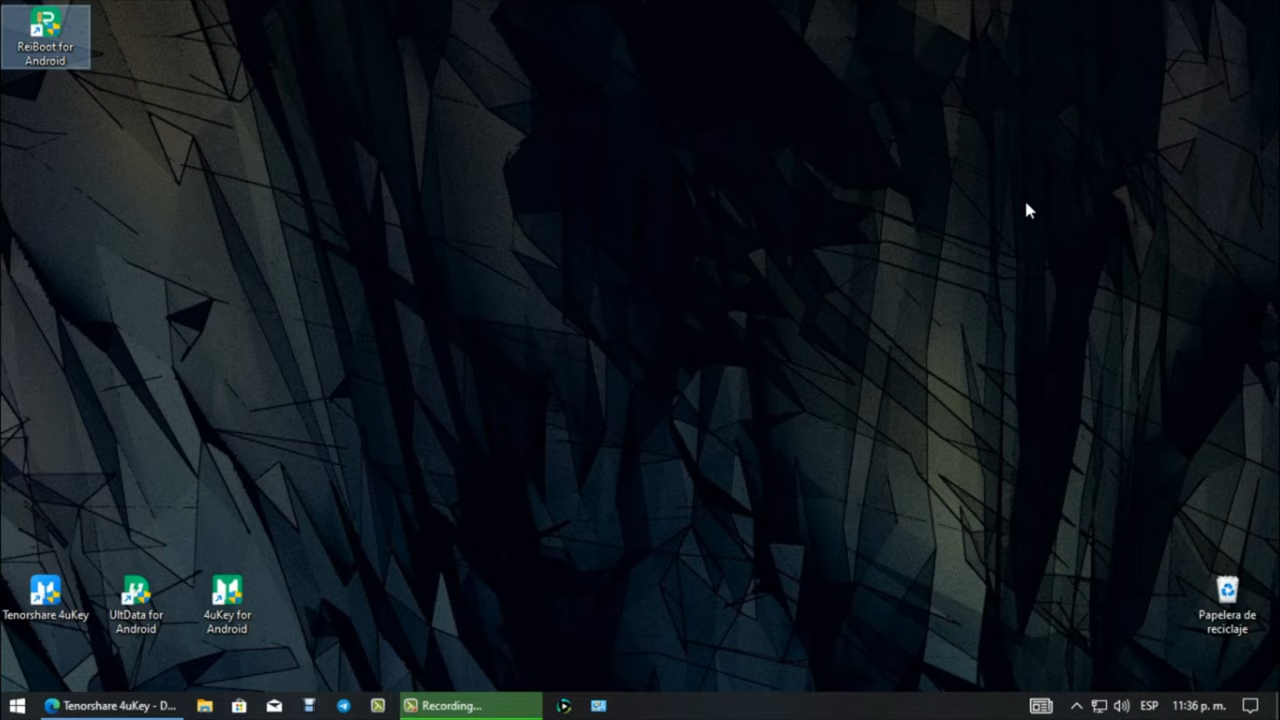 ReiBoot for
Android
Tenorshare 4uKey
UltData for
Android
4uKey for
Android
Papelera de
reciclaje
Tenorshare 4uKey - D...
Recording...
ESP
11:36 p. m.